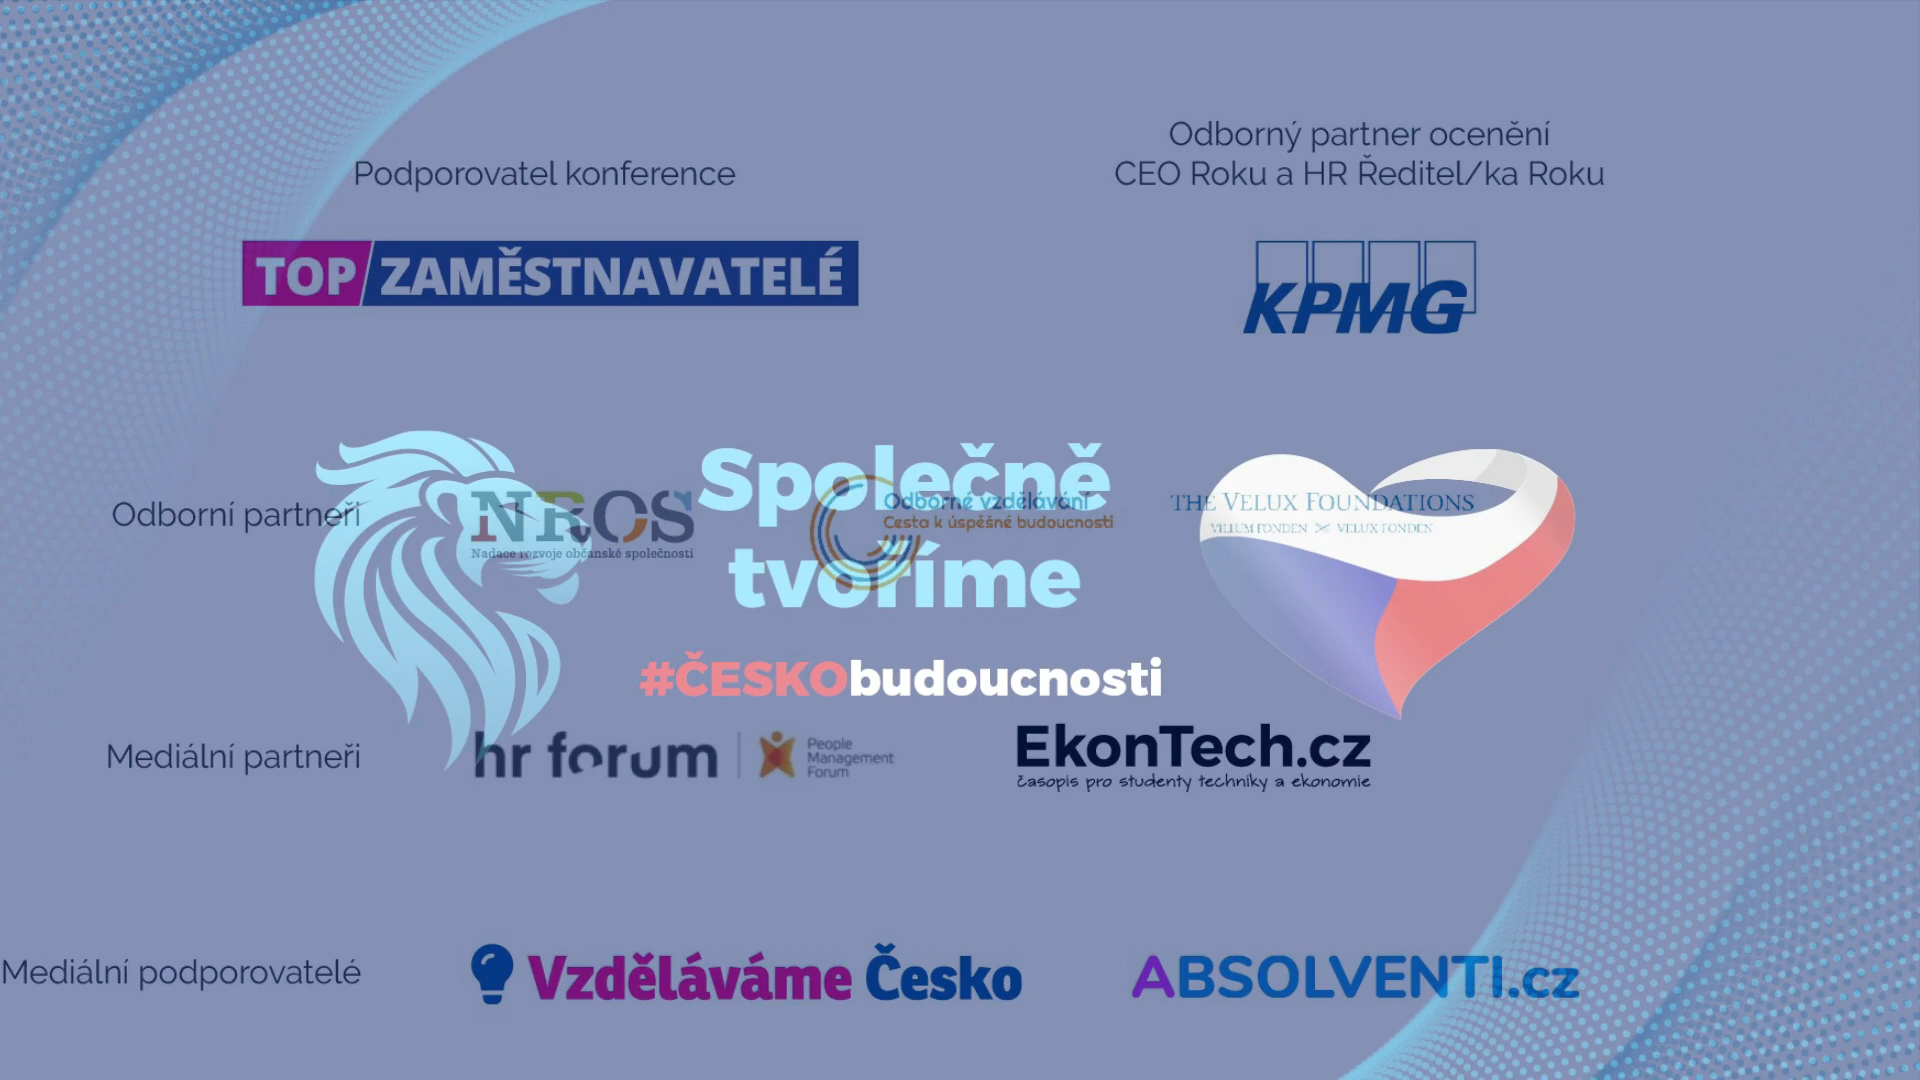 Podporovatel konference
Odborný partner ocenění
CEO Roku a HR Ředitel/ka Roku
TOP ZAMĚSTNAVATELÉ
KPMG
Odborní partneři
NROS
Nadace rozvoje občanské společnosti
Společně
tvoříme
#ČESKObudoucnosti
Odborné vzdělávání
Cesta k úspěšné budoucnosti
THE VELUX FOUNDATIONS
VILLUM FONDEN VELUX FONDEN
Mediální partneři
hr forum
People
Management
Forum
EkonTech.cz
časopis pro studenty techniky a ekonomie
Mediální podporovatelé
Vzděláváme Česko
ABSOLVENTI.cz